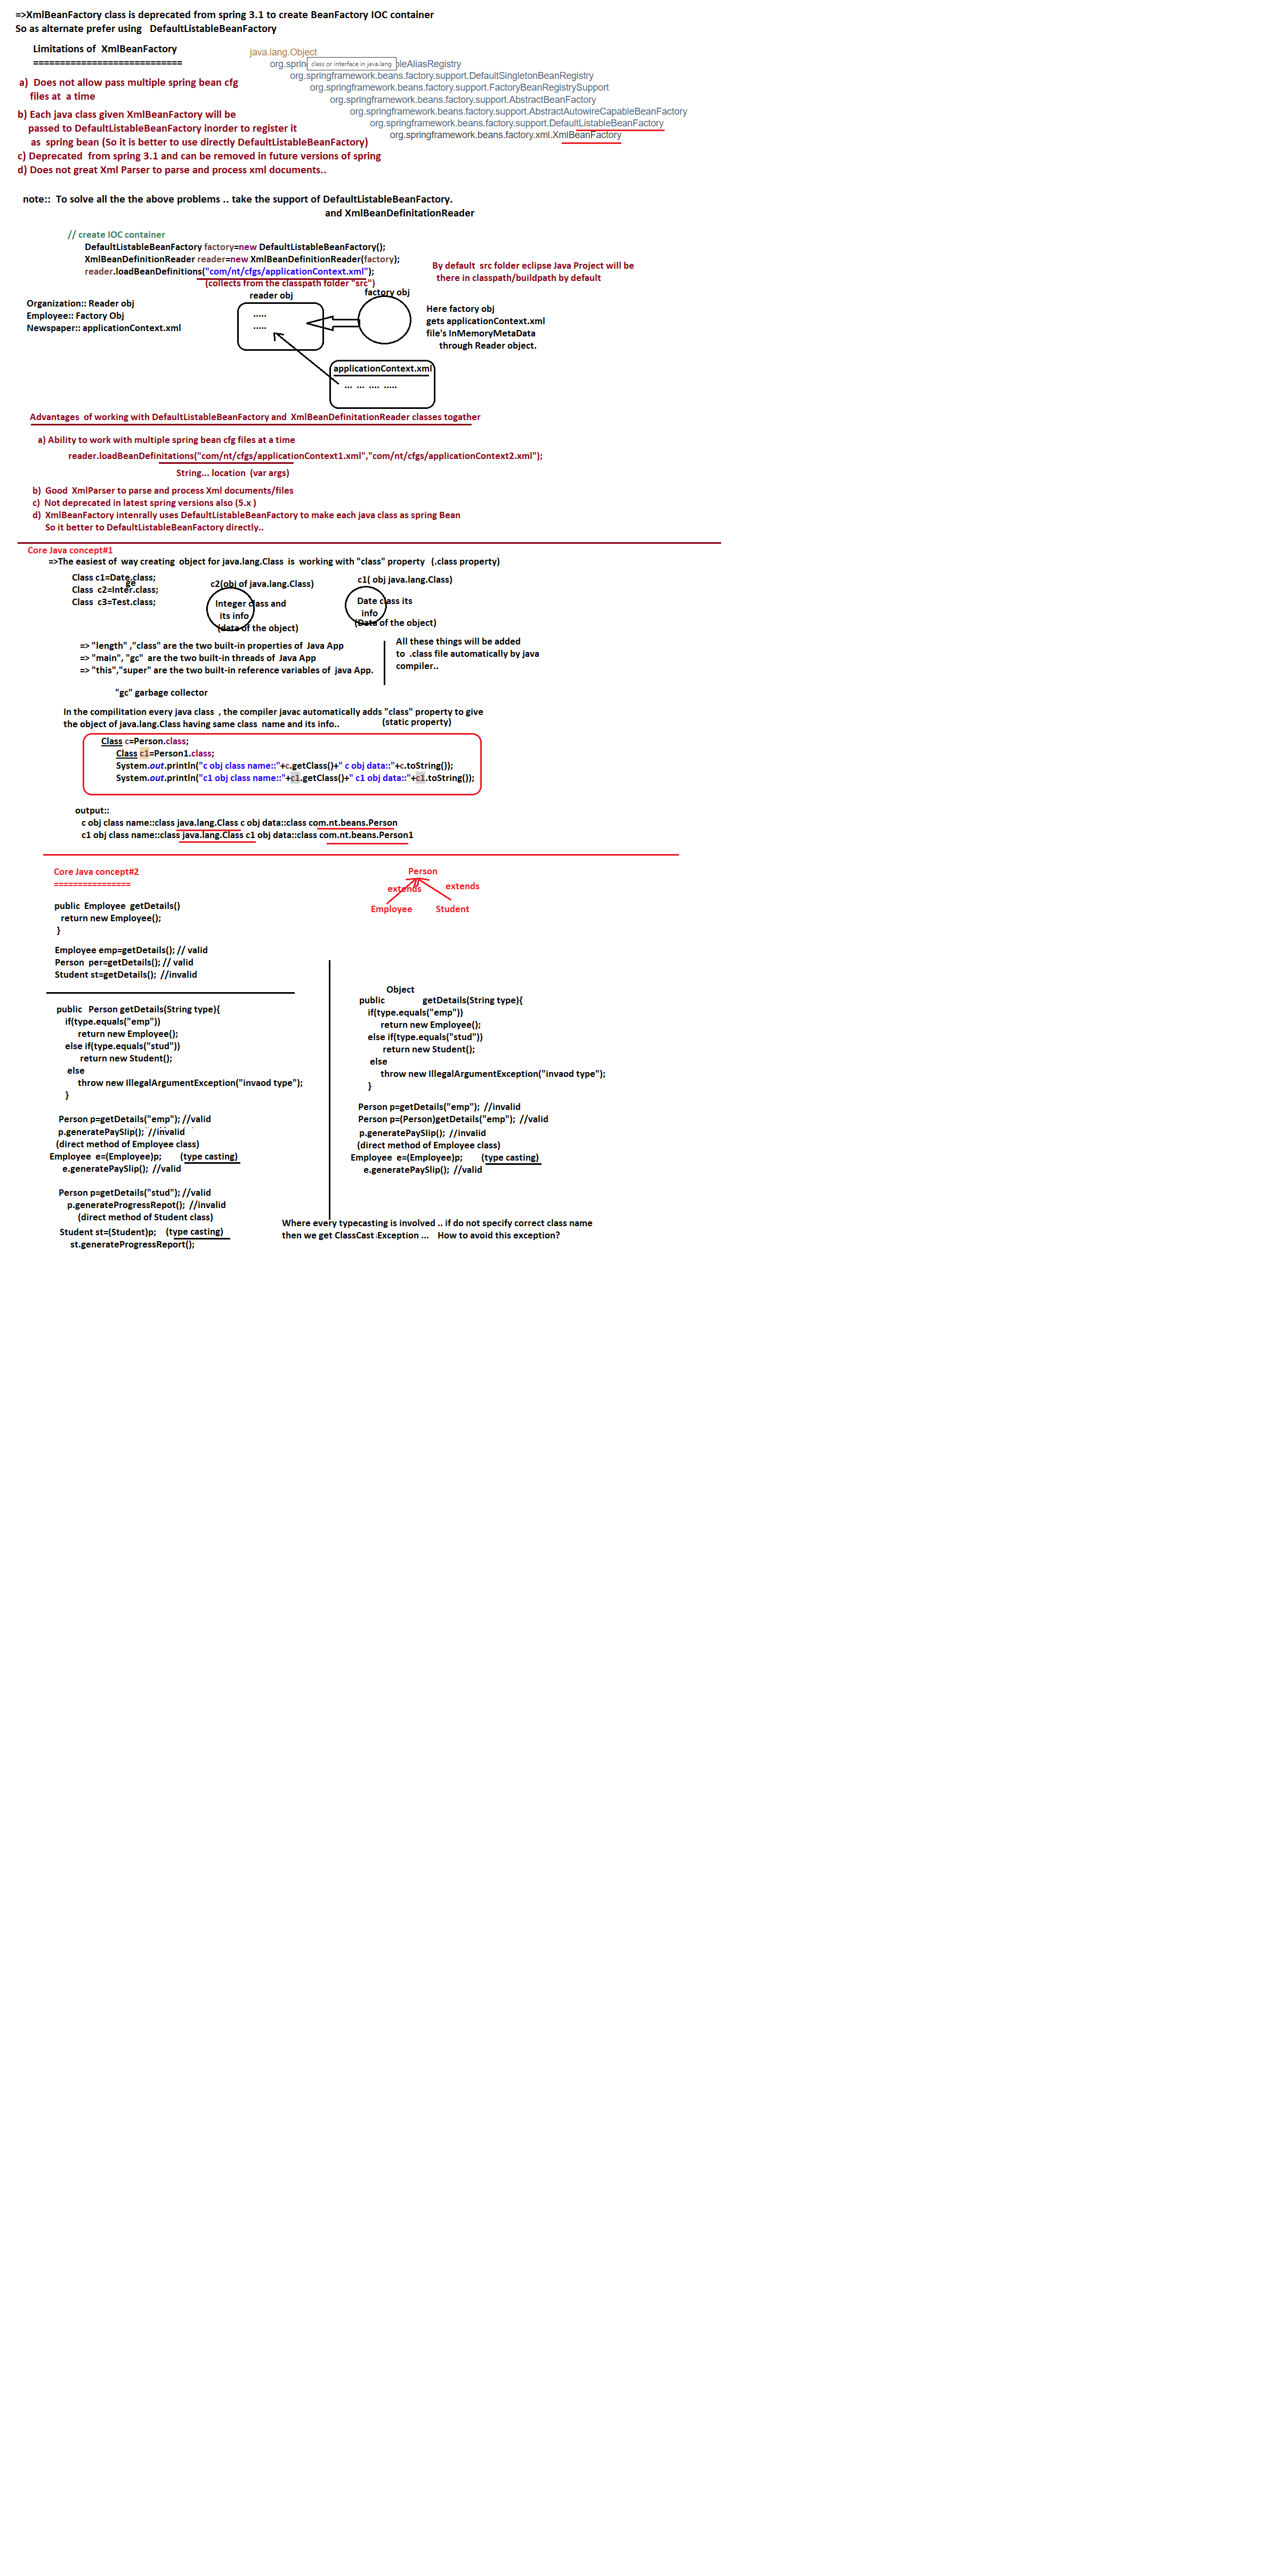 =>XmlBeanFactory class is deprecated from spring 3.1 to create BeanFactory IOC container
So as alternate prefer using DefaultListableBeanFactory
Limitations of XmlBeanFactory
============================
a) Does not allow pass multiple spring bean cfg
files at a time
b) Each java class given XmlBeanFactory will be
passed to DefaultListableBeanFactory inorder to register it
as spring bean (So it is better to use directly DefaultListableBeanFactory)
c) Deprecated from spring 3.1 and can be removed in future versions of spring
d) Does not great Xml Parser to parse and process xml documents..
java.lang.Object
org.sprin bleAliasRegistry
class or interface in java.lang
org.springframework.beans.factory.support.DefaultSingletonBeanRegistry
org.springframework.beans.factory.support.FactoryBeanRegistrySupport
org.springframework.beans.factory.support.AbstractBeanFactory
org.springframework.beans.factory.support.AbstractAutowireCapableBeanFactory
org.springframework.beans.factory.support.DefaultListableBeanFactory
org.springframework.beans.factory.xml.XmlBeanFactory
note:: To solve all the the above problems .. take the support of DefaultListableBeanFactory.
and XmlBeanDefinitationReader
// create IOC container
DefaultListableBeanFactory factory=new DefaultListableBeanFactory();
XmlBeanDefinitionReader reader=new XmlBeanDefinitionReader(factory);
reader.loadBeanDefinitions("com/nt/cfgs/applicationContext.xml");
(collects from the classpath folder "src")
By default src folder eclipse Java Project will be
there in classpath/buildpath by default
Organization:: Reader obj
Employee:: Factory Obj
Newspaper:: applicationContext.xml
reader obj
.....
.....
factory obj
Here factory obj
gets applicationContext.xml
file's InMemoryMetaData
through Reader object.
applicationContext.xml
... ... .... .....
Advantages of working with DefaultListableBeanFactory and XmlBeanDefinitationReader classes togather
a) Ability to work with multiple spring bean cfg files at a time
reader.loadBeanDefinitations("com/nt/cfgs/applicationContext1.xml","com/nt/cfgs/applicationContext2.xml");
String... location (var args)
b) Good XmlParser to parse and process Xml documents/files
c) Not deprecated in latest spring versions also (5.x )
d) XmlBeanFactory intenrally uses DefaultListableBeanFactory to make each java class as spring Bean
So it better to DefaultListableBeanFactory directly..
Core Java concept#1
=>The easiest of way creating object for java.lang.Class is working with "class" property (.class property)
Class c1=Date.class;
ge
Class c2=Inter.class;
Class c3=Test.class;
c2(obj of java.lang.Class)
Integer class and
its info
(data of the object)
c1( obj java.lang.Class)
Date class its
info
(Data of the object)
=> "length" ,"class" are the two built-in properties of Java App
=> "main", "gc" are the two built-in threads of Java App
=> "this","super" are the two built-in reference variables of java App.
All these things will be added
to .class file automatically by java
compiler..
"gc" garbage collector
In the compilitation every java class , the compiler javac automatically adds "class" property to give
the object of java.lang.Class having same class name and its info.. (static property)
Class c=Person.class;
Class c1=Person1.class;
System.out.println("c obj class name::"+c.getClass()+" c obj data::"+c.toString());
System.out.println("c1 obj class name::"+c1.getClass()+" c1 obj data::"+c1.toString());
output::
c obj class name::class java.lang.Class c obj data::class com.nt.beans.Person
c1 obj class name::class java.lang.Class c1 obj data::class com.nt.beans.Person1
Core Java concept#2
================
public Employee getDetails()
return new Employee();
}
Employee emp=getDetails(); // valid
Person per=getDetails(); // valid
Student st=getDetails(); //invalid
Person
extends extends
Employee Student
public Person getDetails(String type){
if(type.equals("emp"))
return new Employee();
else if(type.equals("stud"))
return new Student();
else
throw new IllegalArgumentException("invaod type");
}
Person p=getDetails("emp"); //valid
p.generatePaySlip(); //invalid
(direct method of Employee class)
Employee e=(Employee)p; (type casting)
e.generatePaySlip(); //valid
Person p=getDetails("stud"); //valid
p.generateProgressRepot(); //invalid
(direct method of Student class)
Student st=(Student)p; (type casting)
st.generateProgressReport();
Object
public getDetails(String type){
if(type.equals("emp"))
return new Employee();
else if(type.equals("stud"))
return new Student();
else
throw new IllegalArgumentException("invaod type");
}
Person p=getDetails("emp"); //invalid
Person p=(Person)getDetails("emp"); //valid
p.generatePaySlip(); //invalid
(direct method of Employee class)
Employee e=(Employee)p; (type casting)
e.generatePaySlip(); //valid
Where every typecasting is involved .. if do not specify correct class name
then we get ClassCast Exception ... How to avoid this exception?